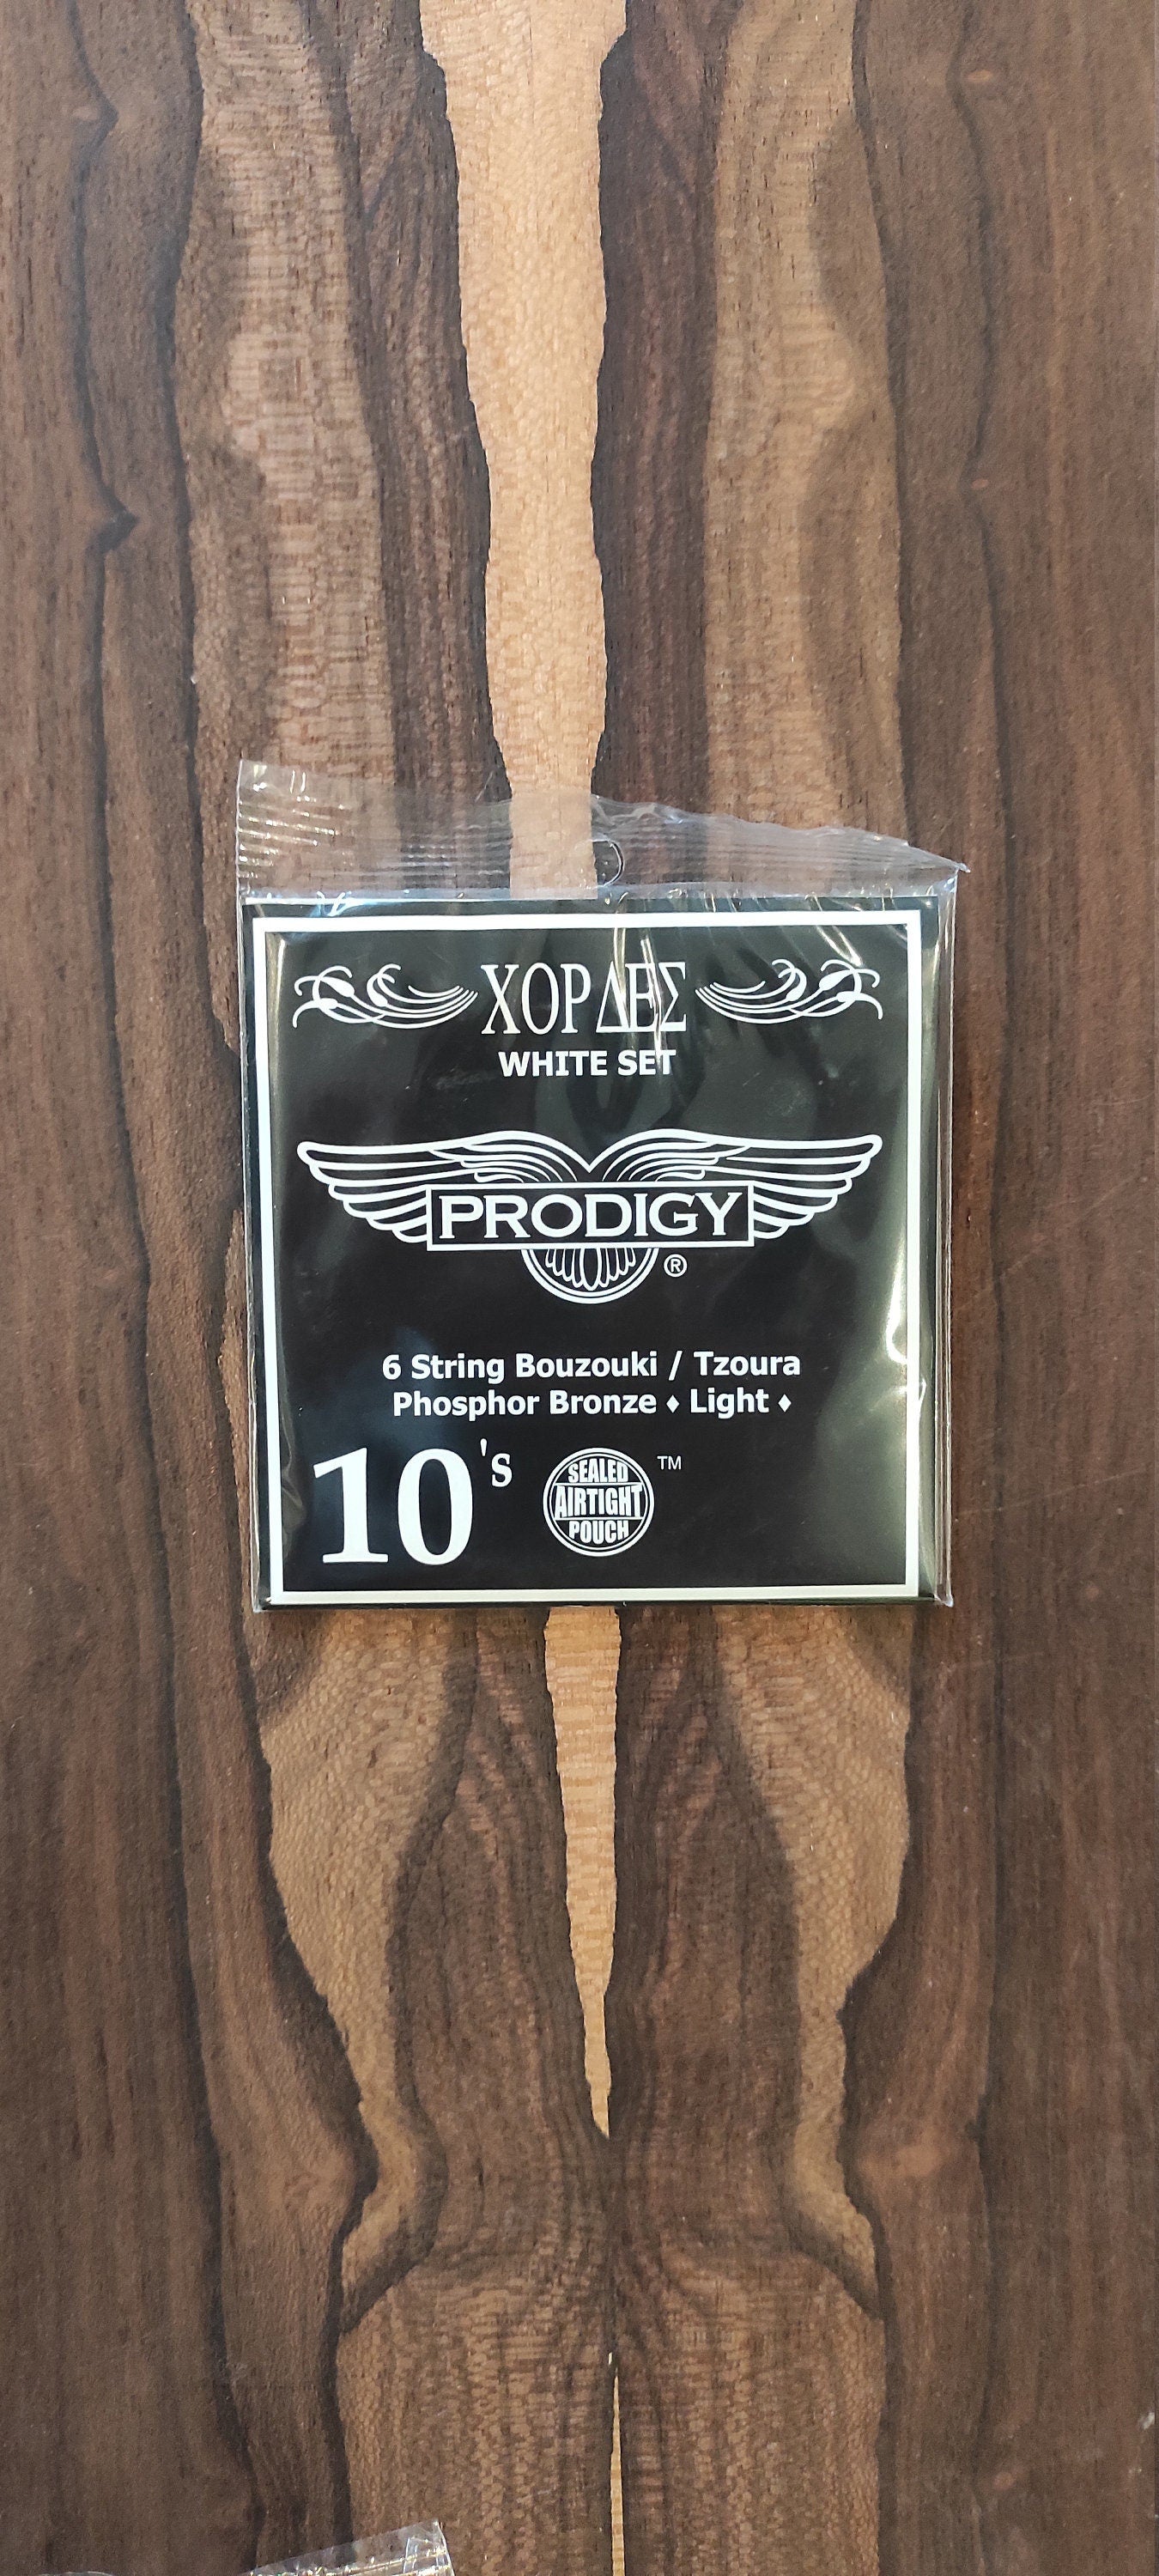 ΧΟΡΔΕΣ
WHITE SET
PRODIGY
®
6 String Bouzouki / Tzoura
Phosphor Bronze ♦ Light ♦
10's
SEALED
AIRTIGHT
POUCH
TM